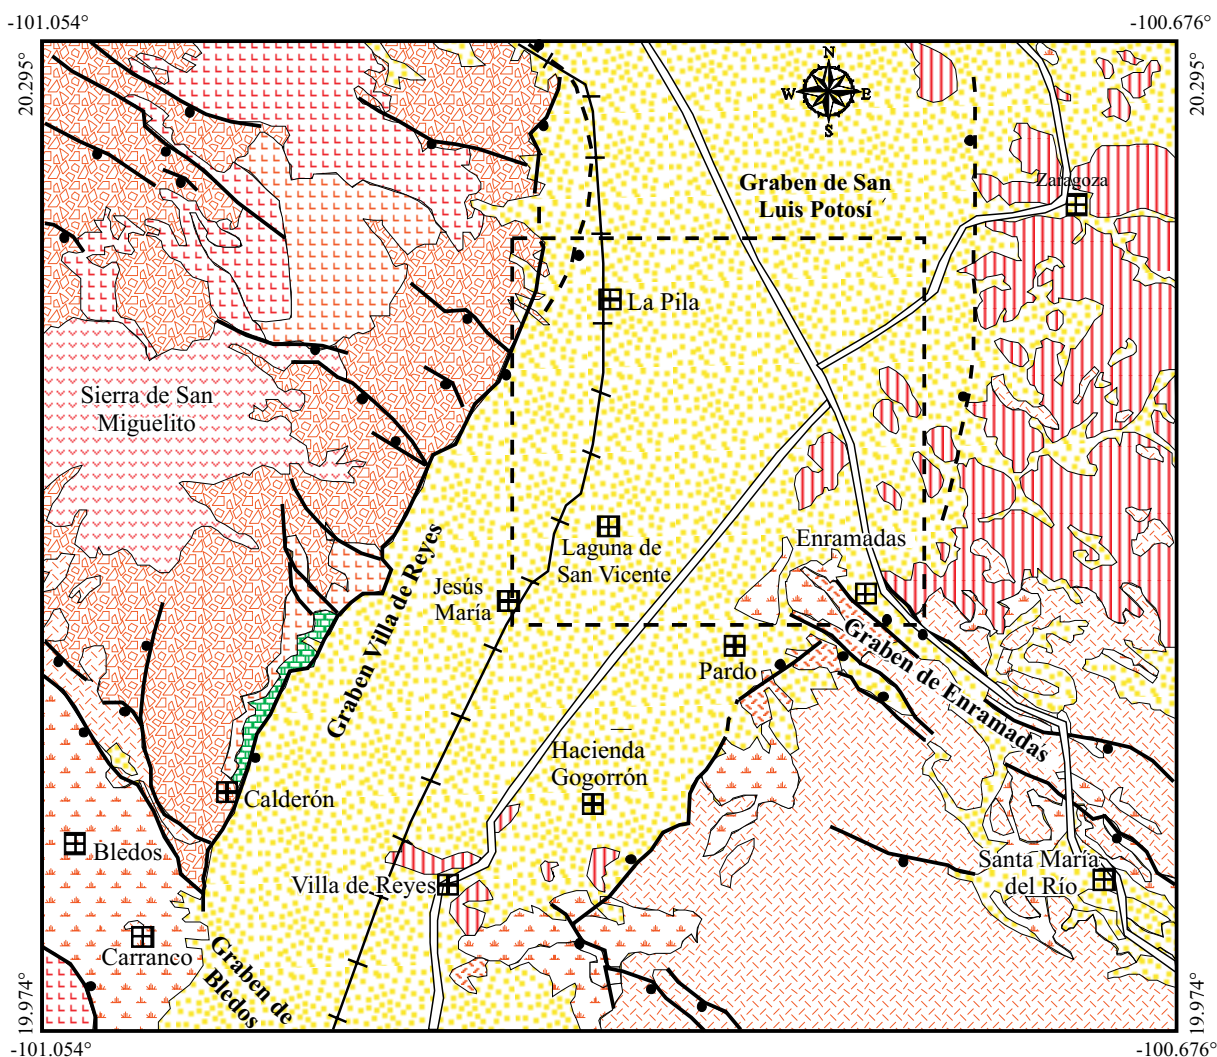 -101.054°
-100.676°
20.295°
20.295°
N
W
E
S
Graben de San
Luis Potosí
Zaragoza
La Pila
Sierra de San
Miguelito
Enramadas
Laguna de
San Vicente
Jesús
María
Graben Villa de Reyes
Graben de Enramadas
Pardo
Hacienda
Gogorrón
Calderón
Bledos
Villa de Reyes
Santa María
del Río
Carranco
Graben de
Bledos
19.974°
19.974°
-101.054°
-100.676°